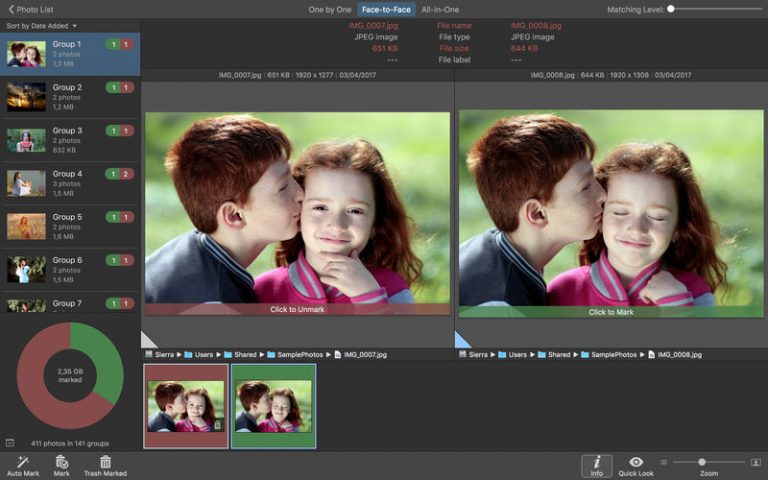 Photo List
One by One Face-to-Face All-In-One
Matching Level:
Sort by Date Added
IMG_0007.jpg File name IMG_0008.jpg
JPEG image File type JPEG image
651 KB File size 644 KB
--- File label ---
IMG_0007.jpg | 651 KB | 1920 x 1277 | 03/04/2017
IMG_0008.jpg | 644 KB | 1920 x 1308 | 03/04/2017
Group 1
2 photos
1,3 MB
1 1
Group 2
2 photos
1,2 MB
1 1
Group 3
2 photos
832 KB
1 1
Group 4
3 photos
1,5 MB
1 2
Group 5
2 photos
1,6 MB
1 1
Group 6
2 photos
1,5 MB
1 1
Group 7
2 photos
1 1
Click to Unmark
Click to Mark
Sierra ▶ Users ▶ Shared ▶ SamplePhotos ▶ IMG_0007.jpg
Sierra ▶ Users ▶ Shared ▶ SamplePhotos ▶ IMG_0008.jpg
2,35 GB
marked
411 photos in 141 groups
Auto Mark Mark Trash Marked
Info Quick Look Zoom